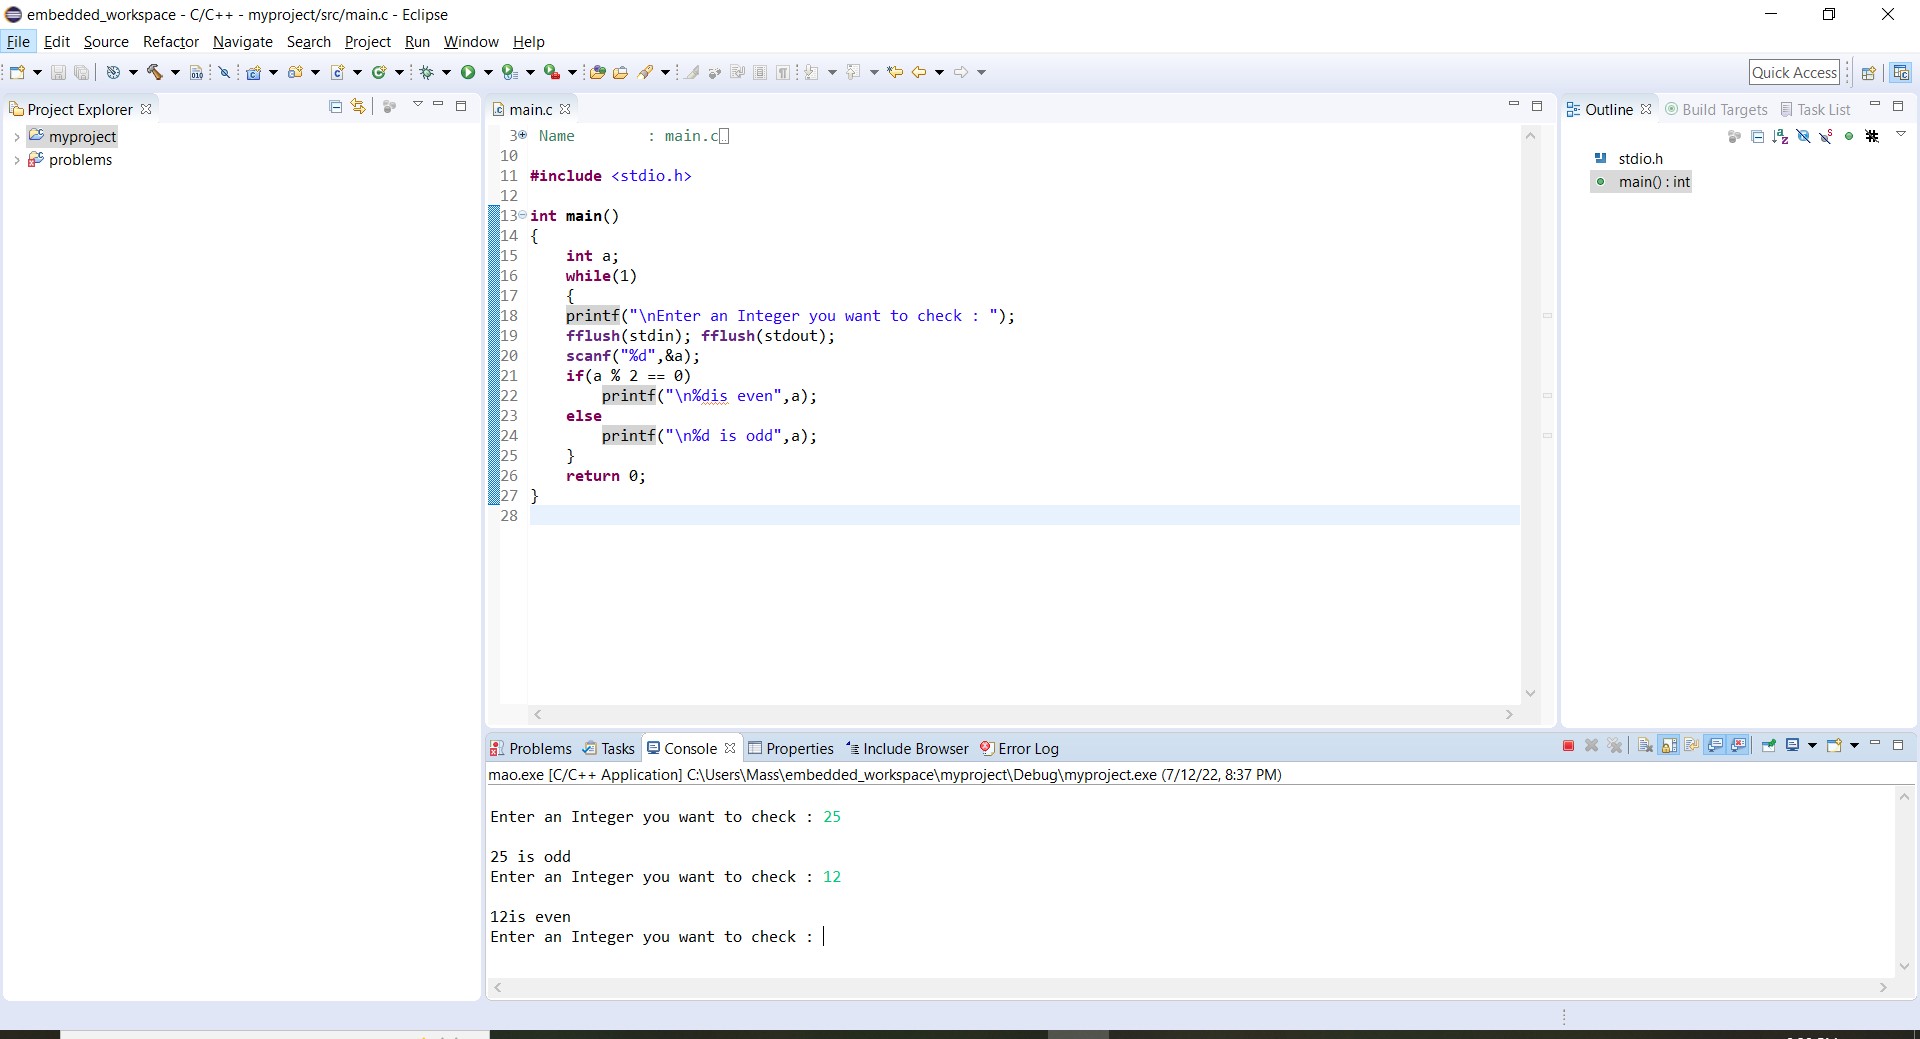 embedded_workspace - C/C++ - myproject/src/main.c - Eclipse
File Edit Source Refactor Navigate Search Project Run Window Help
Quick Access
Project Explorer
myproject
problems
main.c
3 Name : main.c
10
11 #include <stdio.h>
12
13 int main()
14 {
15 int a;
16 while(1)
17 {
18 printf("\nEnter an Integer you want to check : ");
19 fflush(stdin); fflush(stdout);
20 scanf("%d",&a);
21 if(a % 2 == 0)
22 printf("\n%dis even",a);
23 else
24 printf("\n%d is odd",a);
25 }
26 return 0;
27 }
28
Outline Build Targets Task List
stdio.h
main() : int
Problems Tasks Console Properties Include Browser Error Log
mao.exe [C/C++ Application] C:\Users\Mass\embedded_workspace\myproject\Debug\myproject.exe (7/12/22, 8:37 PM)
Enter an Integer you want to check : 25
25 is odd
Enter an Integer you want to check : 12
12is even
Enter an Integer you want to check :